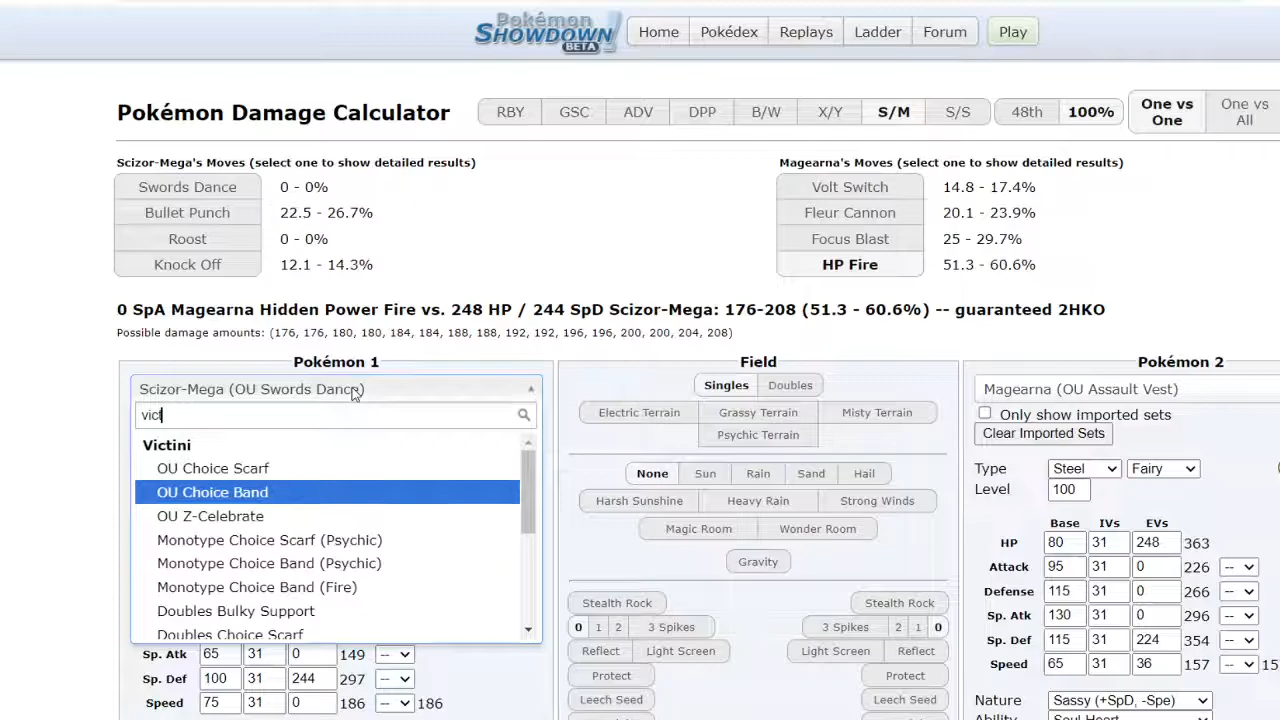 Pokémon
SHOWDOWN!
BETA
Home Pokédex Replays Ladder Forum Play
Pokémon Damage Calculator
RBY GSC ADV DPP B/W X/Y S/M S/S 48th 100% One vs One One vs All
Scizor-Mega's Moves (select one to show detailed results)
Swords Dance 0 - 0%
Bullet Punch 22.5 - 26.7%
Roost 0 - 0%
Knock Off 12.1 - 14.3%
Magearna's Moves (select one to show detailed results)
Volt Switch 14.8 - 17.4%
Fleur Cannon 20.1 - 23.9%
Focus Blast 25 - 29.7%
HP Fire 51.3 - 60.6%
0 SpA Magearna Hidden Power Fire vs. 248 HP / 244 SpD Scizor-Mega: 176-208 (51.3 - 60.6%) -- guaranteed 2HKO
Possible damage amounts: (176, 176, 180, 180, 184, 184, 188, 188, 192, 192, 196, 196, 200, 200, 204, 208)
Pokémon 1
Scizor-Mega (OU Swords Dance)
vict
Victini
OU Choice Scarf
OU Choice Band
OU Z-Celebrate
Monotype Choice Scarf (Psychic)
Monotype Choice Band (Psychic)
Monotype Choice Band (Fire)
Doubles Bulky Support
Doubles Choice Scarf
Sp. Atk 65 31 0 149 --
Sp. Def 100 31 244 297 --
Speed 75 31 0 186 -- 186
Field
Singles Doubles
Electric Terrain Grassy Terrain Misty Terrain
Psychic Terrain
None Sun Rain Sand Hail
Harsh Sunshine Heavy Rain Strong Winds
Magic Room Wonder Room
Gravity
Stealth Rock Stealth Rock
0 1 2 3 Spikes 3 Spikes 2 1 0
Reflect Light Screen Light Screen Reflect
Protect Protect
Leech Seed Leech Seed
Pokémon 2
Magearna (OU Assault Vest)
Only show imported sets
Clear Imported Sets
Type Steel Fairy
Level 100
Base IVs EVs
HP 80 31 248 363
Attack 95 31 0 226 --
Defense 115 31 0 266 --
Sp. Atk 130 31 0 296 --
Sp. Def 115 31 224 354 --
Speed 65 31 36 157 --
Nature Sassy (+SpD, -Spe)
Ability Soul-Heart